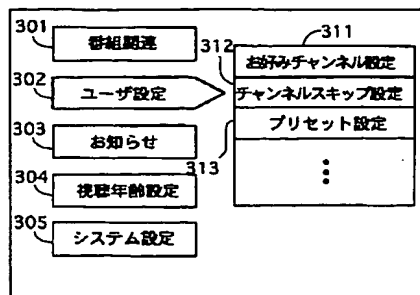 301
番組関連
302
ユーザ設定
303
お知らせ
304
視聴年齢設定
305
システム設定
311
お好みチャンネル設定
312
チャンネルスキップ設定
313
プリセット設定